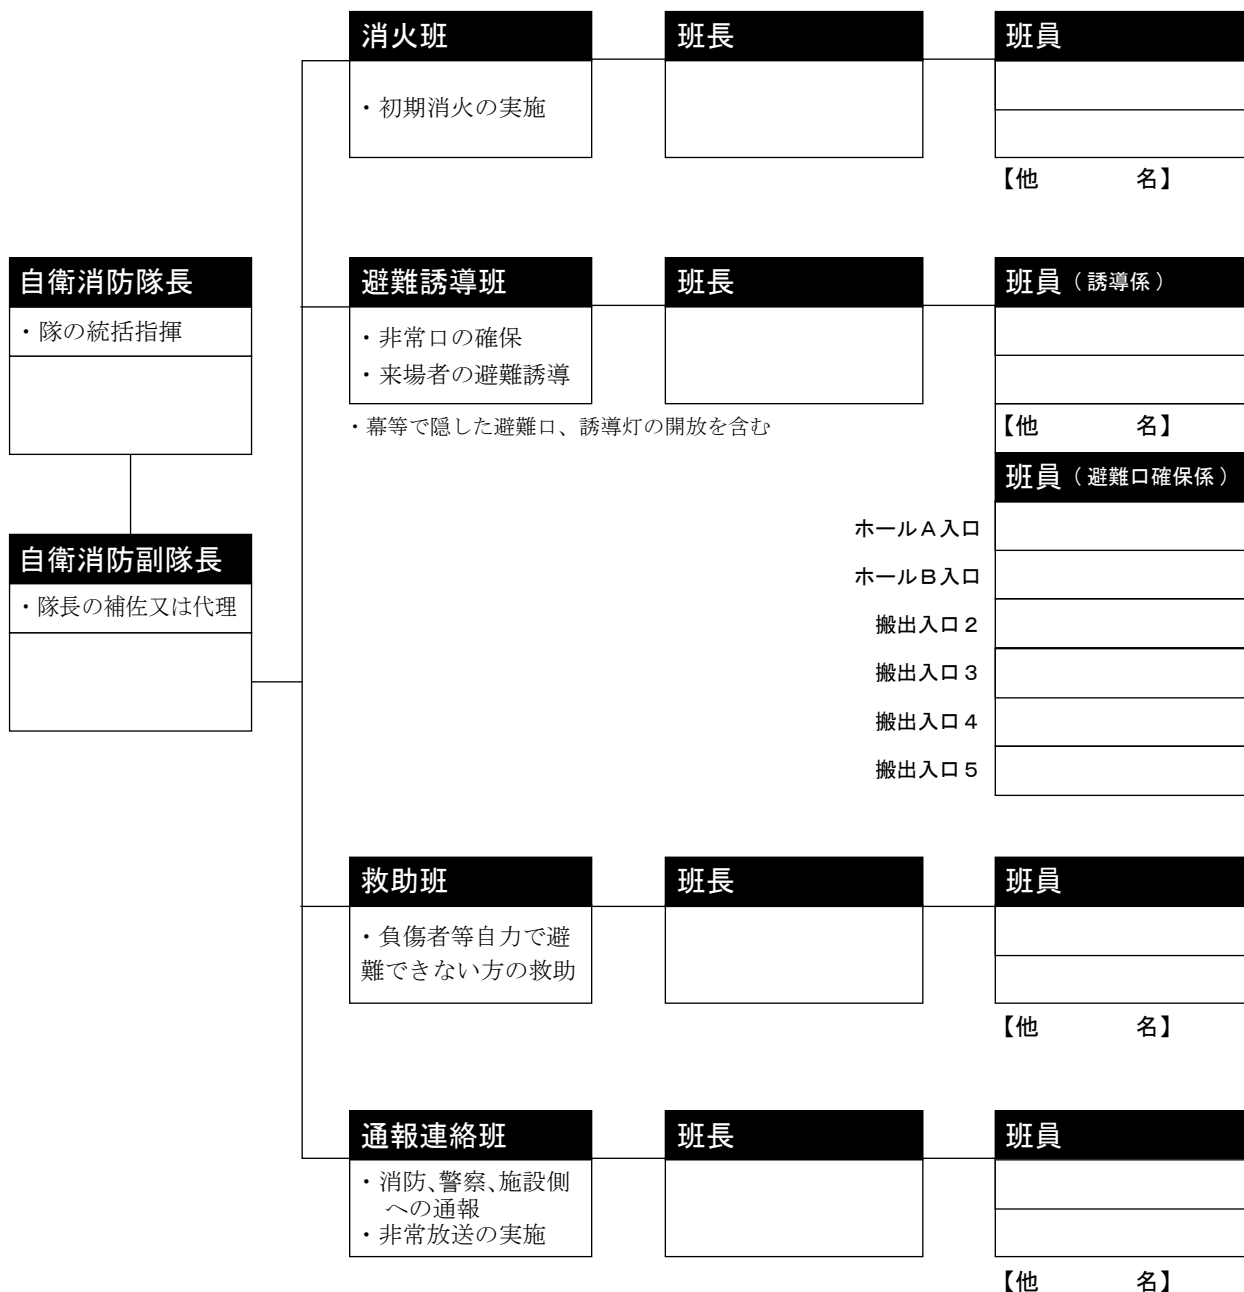 消火班
・初期消火の実施
班長
班員
【他　　　名】
自衛消防隊長
・隊の統括指揮
自衛消防副隊長
・隊長の補佐又は代理
避難誘導班
・非常口の確保
・来場者の避難誘導
・幕等で隠した避難口、誘導灯の開放を含む
班長
班員（誘導係）
【他　　　名】
班員（避難口確保係）
ホールＡ入口
ホールＢ入口
搬出入口２
搬出入口３
搬出入口４
搬出入口５
救助班
・負傷者等自力で避
難できない方の救助
班長
班員
【他　　　名】
通報連絡班
・消防、警察、施設側
への通報
・非常放送の実施
班長
班員
【他　　　名】